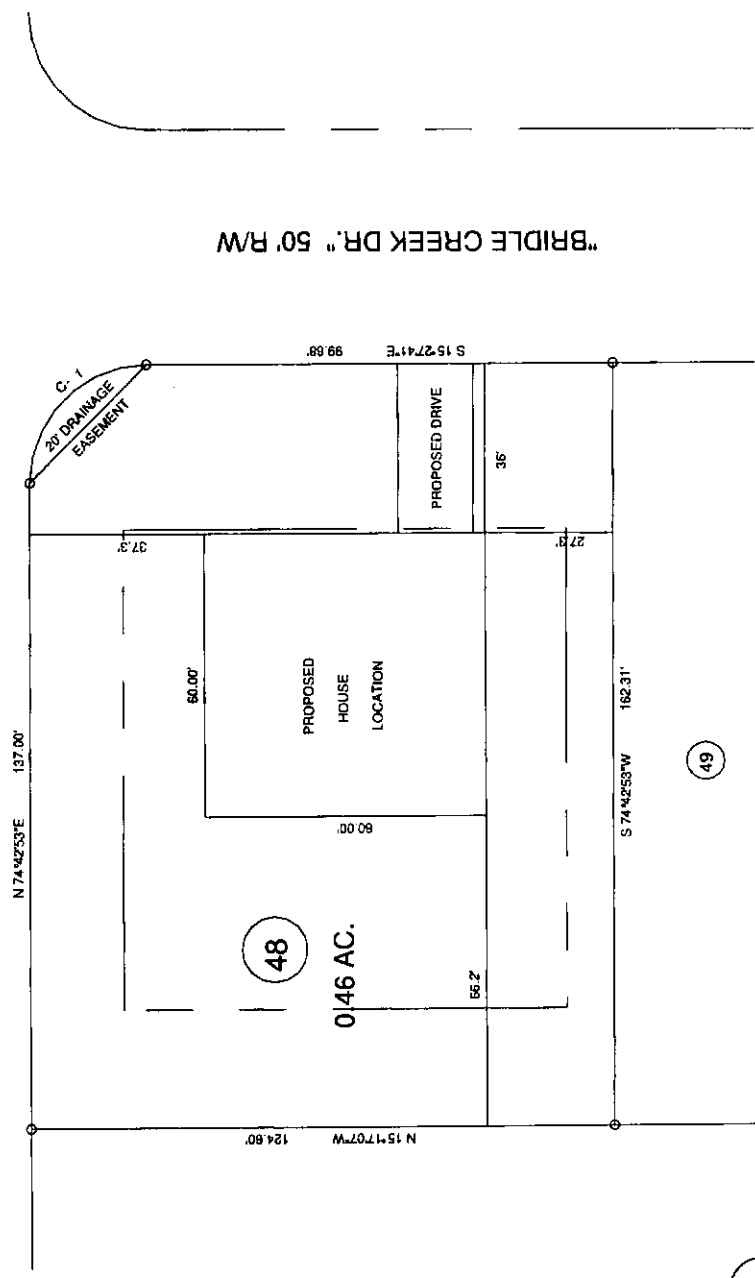 N 74°42'53"E 137.00'
C- 1
20' DRAINAGE
EASEMENT
"BRIDLE CREEK DR." 50' R/W
S 15°27'41"E 99.68'
37.3'
60.00'
PROPOSED
HOUSE
LOCATION
PROPOSED DRIVE
36'
27.3'
60.00'
48
0.46 AC.
66.2'
N 15°17'07"W 124.60'
S 74°42'53"W 162.31'
49